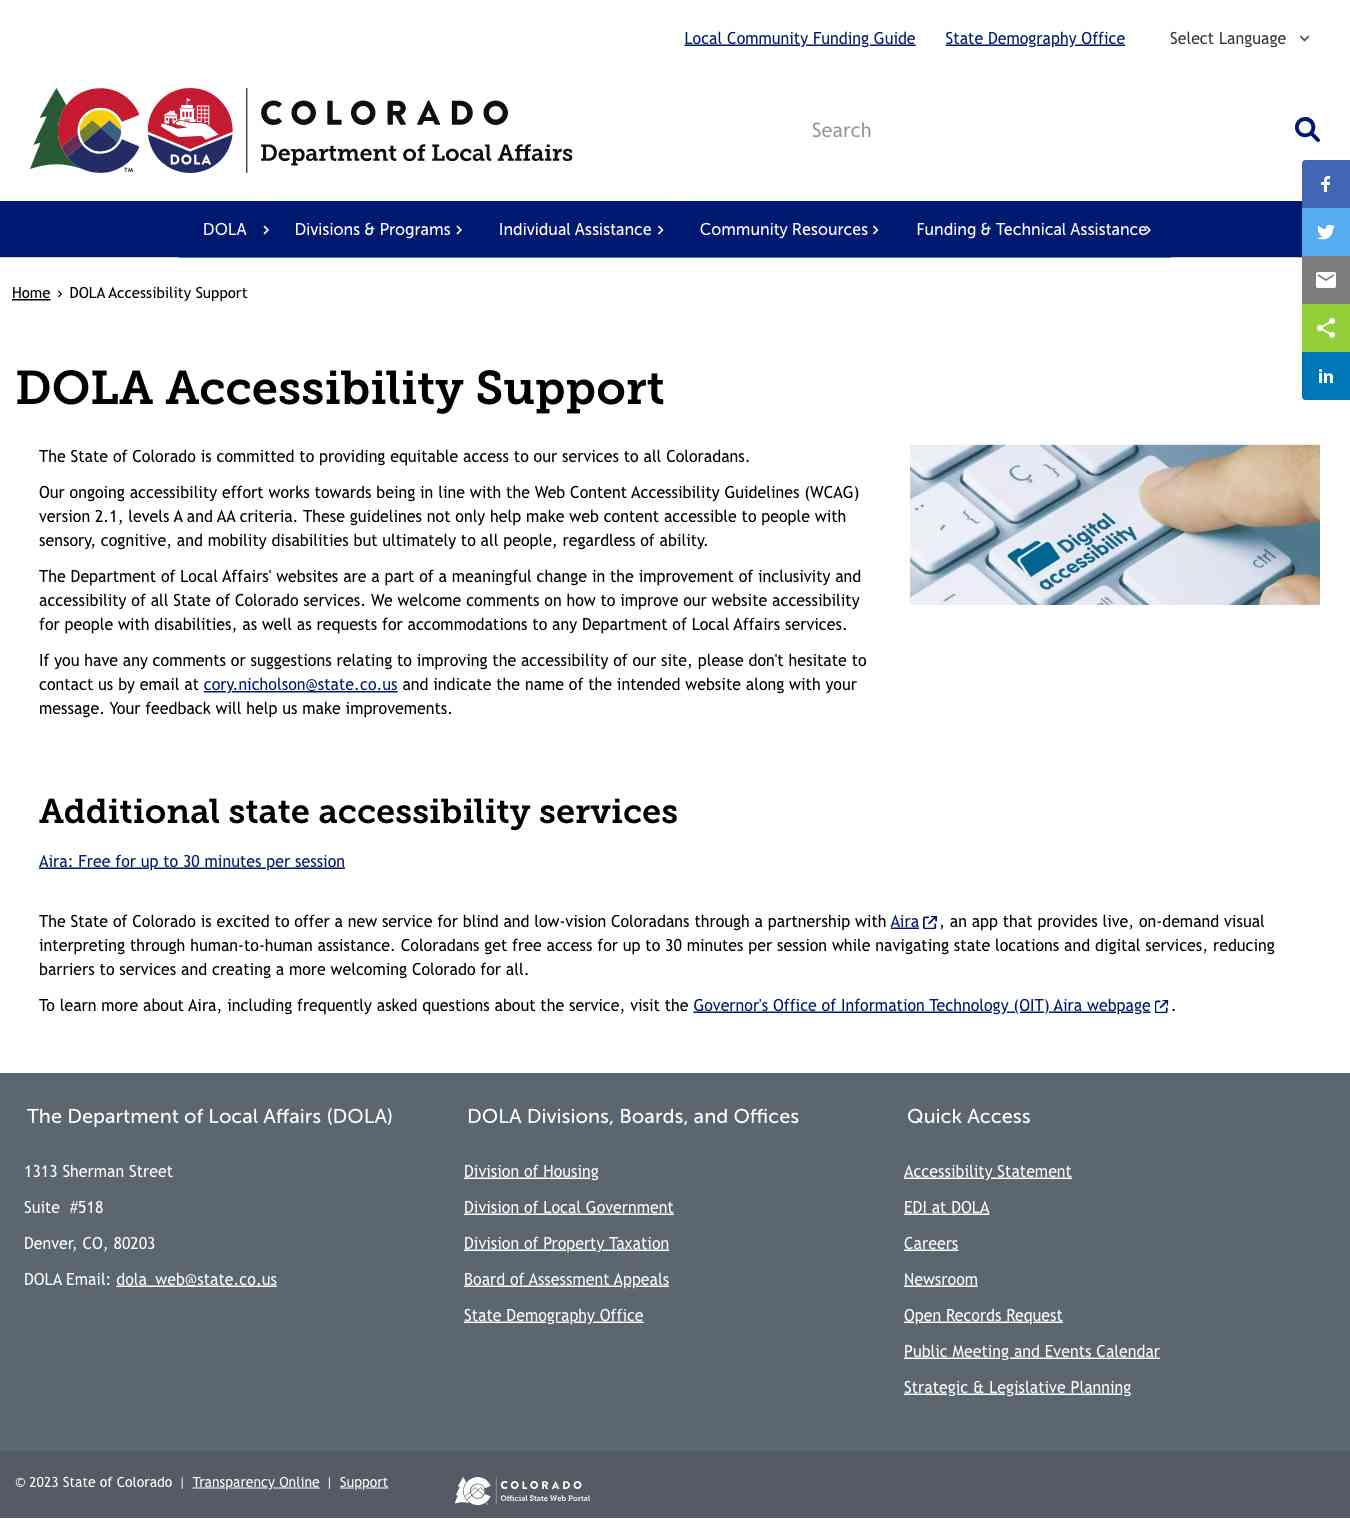 Local Community Funding Guide State Demography Office Select Language
COLORADO
Department of Local Affairs
DOLA
TM
Search
DOLA Divisions & Programs Individual Assistance Community Resources Funding & Technical Assistance
Home › DOLA Accessibility Support
DOLA Accessibility Support
The State of Colorado is committed to providing equitable access to our services to all Coloradans.
Our ongoing accessibility effort works towards being in line with the Web Content Accessibility Guidelines (WCAG)
version 2.1, levels A and AA criteria. These guidelines not only help make web content accessible to people with
sensory, cognitive, and mobility disabilities but ultimately to all people, regardless of ability.
The Department of Local Affairs' websites are a part of a meaningful change in the improvement of inclusivity and
accessibility of all State of Colorado services. We welcome comments on how to improve our website accessibility
for people with disabilities, as well as requests for accommodations to any Department of Local Affairs services.
If you have any comments or suggestions relating to improving the accessibility of our site, please don't hesitate to
contact us by email at cory.nicholson@state.co.us and indicate the name of the intended website along with your
message. Your feedback will help us make improvements.
Digital
accessibility
ctrl
alt
Additional state accessibility services
Aira: Free for up to 30 minutes per session
The State of Colorado is excited to offer a new service for blind and low-vision Coloradans through a partnership with Aira , an app that provides live, on-demand visual
interpreting through human-to-human assistance. Coloradans get free access for up to 30 minutes per session while navigating state locations and digital services, reducing
barriers to services and creating a more welcoming Colorado for all.
To learn more about Aira, including frequently asked questions about the service, visit the Governor's Office of Information Technology (OIT) Aira webpage .
The Department of Local Affairs (DOLA)
1313 Sherman Street
Suite #518
Denver, CO, 80203
DOLA Email: dola_web@state.co.us
DOLA Divisions, Boards, and Offices
Division of Housing
Division of Local Government
Division of Property Taxation
Board of Assessment Appeals
State Demography Office
Quick Access
Accessibility Statement
EDI at DOLA
Careers
Newsroom
Open Records Request
Public Meeting and Events Calendar
Strategic & Legislative Planning
© 2023 State of Colorado | Transparency Online | Support
COLORADO
Official State Web Portal